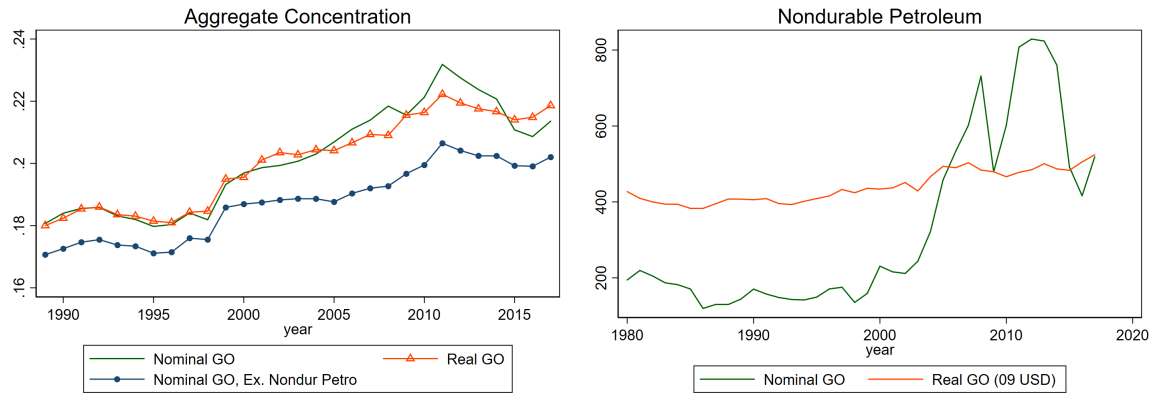 Aggregate Concentration
.24
.22
.2
.18
.16
1990 1995 2000 2005 2010 2015
year
Nominal GO
Real GO
Nominal GO, Ex. Nondur Petro
Nondurable Petroleum
800
600
400
200
1980 1990 2000 2010 2020
year
Nominal GO
Real GO (09 USD)